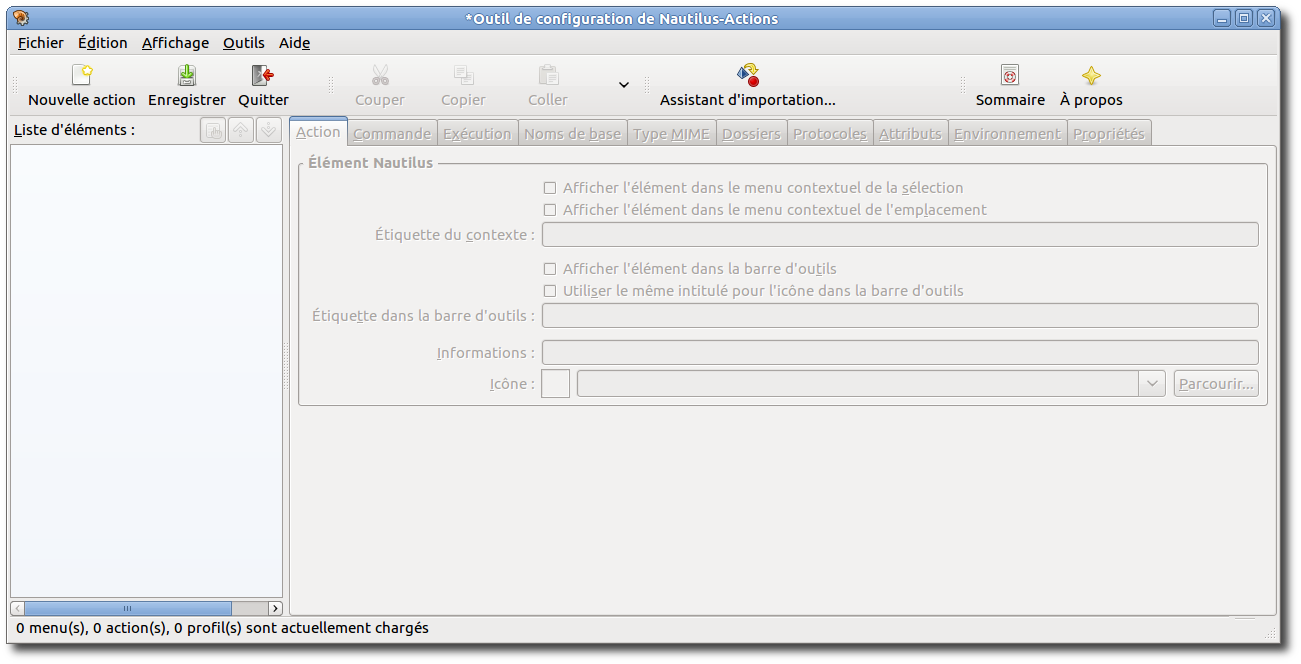 *Outil de configuration de Nautilus-Actions
Fichier Édition Affichage Outils Aide
Nouvelle action Enregistrer Quitter Couper Copier Coller Assistant d'importation... Sommaire À propos
Liste d'éléments :
Action Commande Exécution Noms de base Type MIME Dossiers Protocoles Attributs Environnement Propriétés
Élément Nautilus
Afficher l'élément dans le menu contextuel de la sélection
Afficher l'élément dans le menu contextuel de l'emplacement
Étiquette du contexte :
Afficher l'élément dans la barre d'outils
Utiliser le même intitulé pour l'icône dans la barre d'outils
Étiquette dans la barre d'outils :
Informations :
Icône : Parcourir...
0 menu(s), 0 action(s), 0 profil(s) sont actuellement chargés